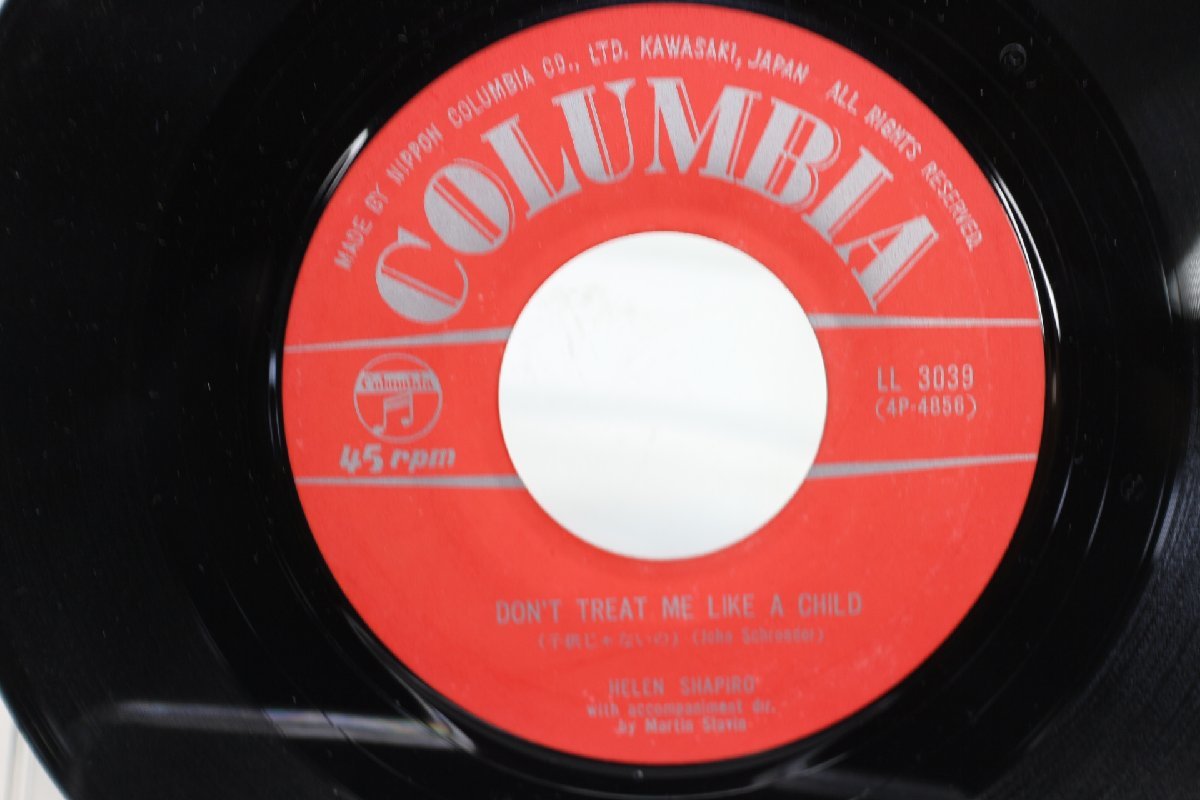 MADE BY NIPPON COLUMBIA CO., LTD. KAWASAKI, JAPAN ALL RIGHTS RESERVED
COLUMBIA
Columbia
45 rpm
LL 3039
(4P-4856)
DON'T TREAT ME LIKE A CHILD
(子供じゃないの) (John Schroeder)
HELEN SHAPIRO
with accompaniment dir.
by Martin Slavin